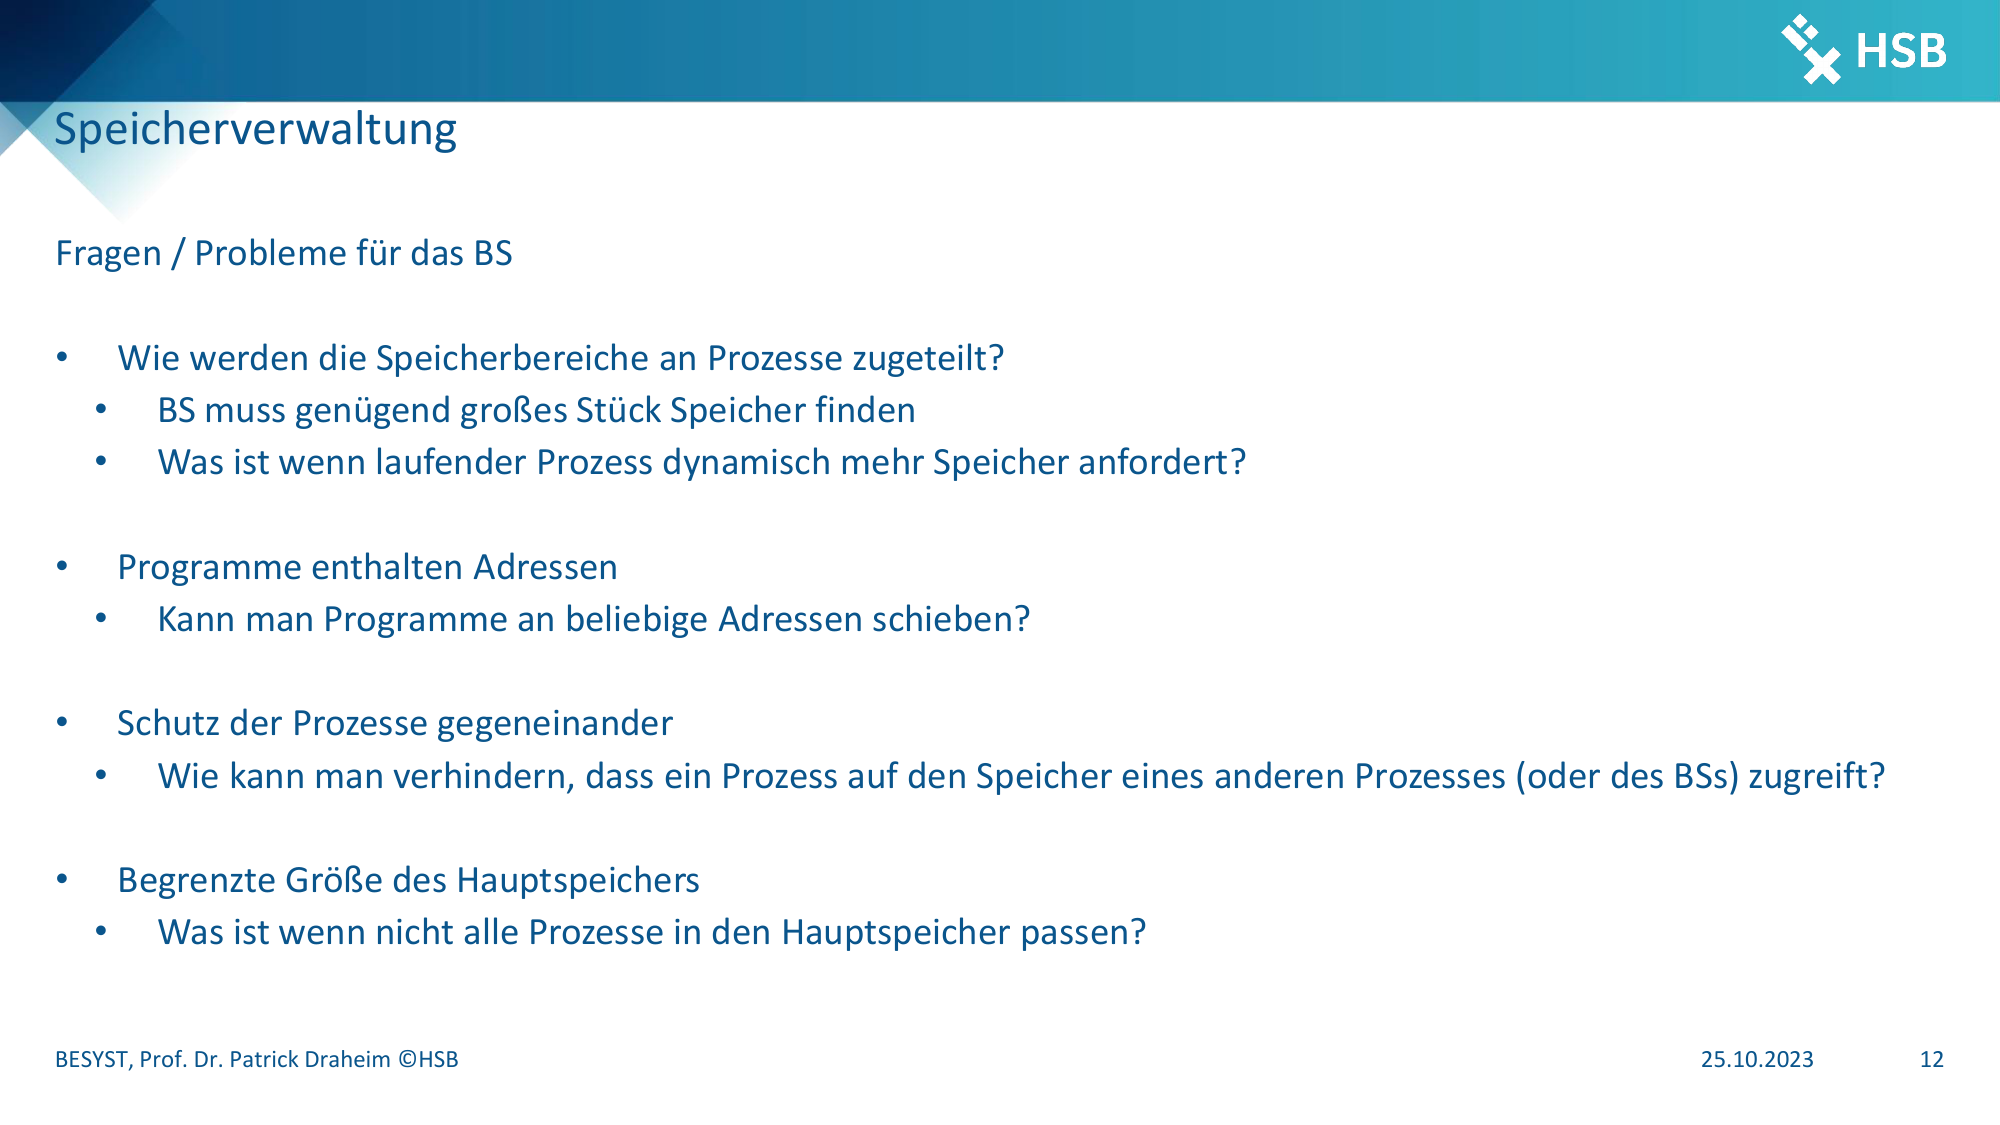 HSB
Speicherverwaltung
Fragen / Probleme für das BS
• Wie werden die Speicherbereiche an Prozesse zugeteilt?
• BS muss genügend großes Stück Speicher finden
• Was ist wenn laufender Prozess dynamisch mehr Speicher anfordert?
• Programme enthalten Adressen
• Kann man Programme an beliebige Adressen schieben?
• Schutz der Prozesse gegeneinander
• Wie kann man verhindern, dass ein Prozess auf den Speicher eines anderen Prozesses (oder des BSs) zugreift?
• Begrenzte Größe des Hauptspeichers
• Was ist wenn nicht alle Prozesse in den Hauptspeicher passen?
BESYST, Prof. Dr. Patrick Draheim ©HSB 25.10.2023 12